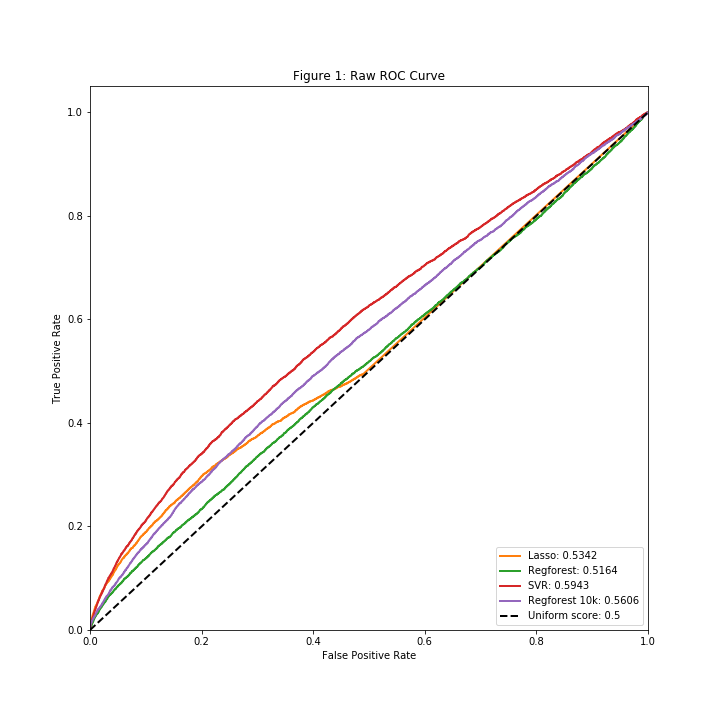 Figure 1: Raw ROC Curve
True Positive Rate
1.0
0.8
0.6
0.4
0.2
0.0
0.0 0.2 0.4 0.6 0.8 1.0
False Positive Rate
Lasso: 0.5342
Regforest: 0.5164
SVR: 0.5943
Regforest 10k: 0.5606
Uniform score: 0.5